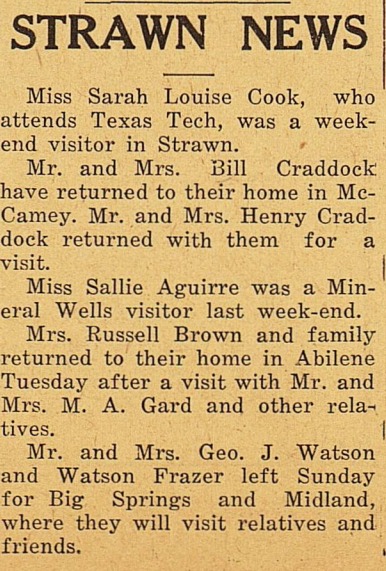 STRAWN NEWS
Miss Sarah Louise Cook, who
attends Texas Tech, was a week-
end visitor in Strawn.
Mr. and Mrs. Bill Craddock
have returned to their home in Mc-
Camey. Mr. and Mrs. Henry Crad-
dock returned with them for a
visit.
Miss Sallie Aguirre was a Min-
eral Wells visitor last week-end.
Mrs. Russell Brown and family
returned to their home in Abilene
Tuesday after a visit with Mr. and
Mrs. M. A. Gard and other rela-
tives.
Mr. and Mrs. Geo. J. Watson
and Watson Frazer left Sunday
for Big Springs and Midland,
where they will visit relatives and
friends.